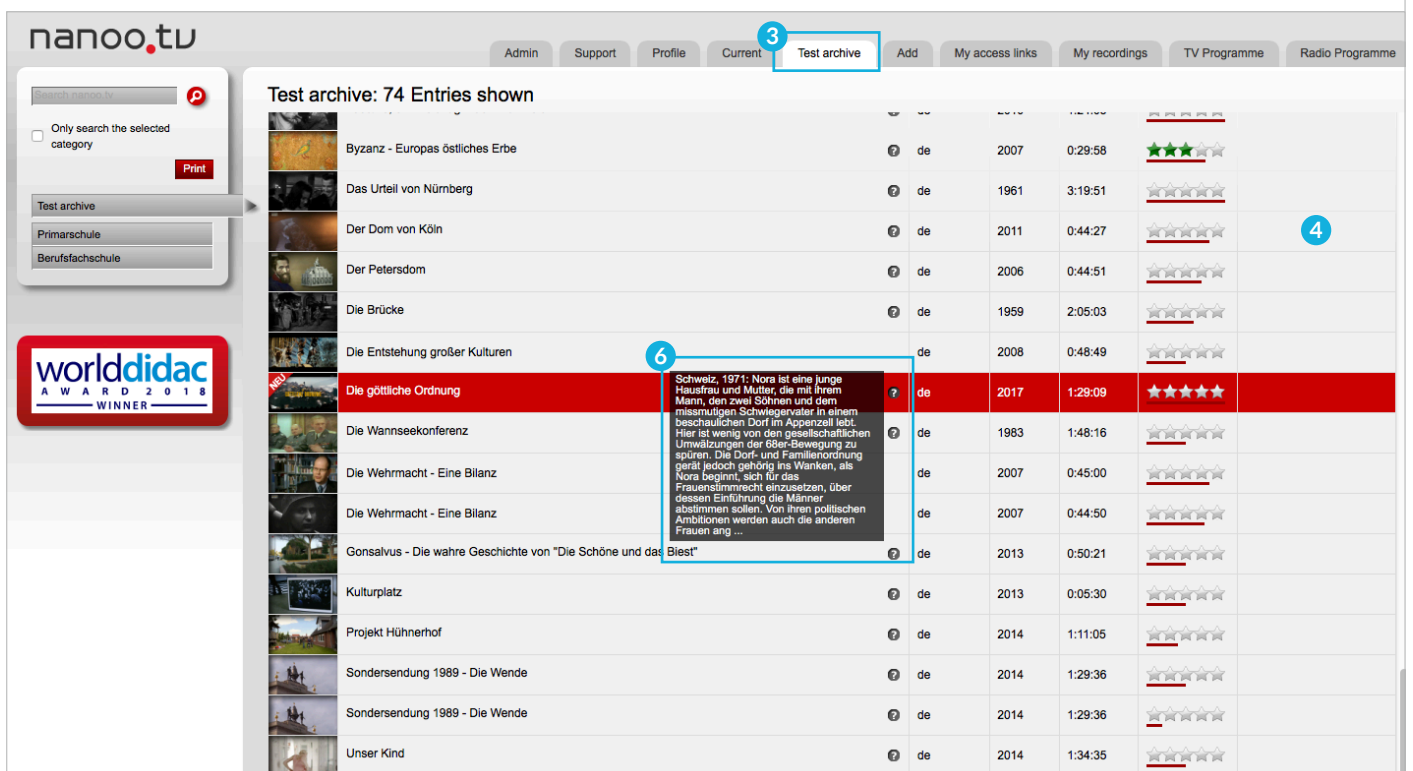 nanoo.tv
3
Admin Support Profile Current Test archive Add My access links My recordings TV Programme Radio Programme
Search nanoo.tv
Only search the selected
category
Print
Test archive
Primarschule
Berufsfachschule
worlddidac
AWARD 2018
WINNER
Test archive: 74 Entries shown
Byzanz - Europas östliches Erbe ? de 2007 0:29:58
Das Urteil von Nürnberg ? de 1961 3:19:51
Der Dom von Köln ? de 2011 0:44:27 4
Der Petersdom ? de 2006 0:44:51
Die Brücke ? de 1959 2:05:03
Die Entstehung großer Kulturen de 2008 0:48:49
6
NEU Die göttliche Ordnung ? de 2017 1:29:09
Schweiz, 1971: Nora ist eine junge
Hausfrau und Mutter, die mit ihrem
Mann, den zwei Söhnen und dem
missmutigen Schwiegervater in einem
beschaulichen Dorf im Appenzell lebt.
Hier ist wenig von den gesellschaftlichen
Umwälzungen der 68er-Bewegung zu
spüren. Die Dorf- und Familienordnung
gerät jedoch gehörig ins Wanken, als
Nora beginnt, sich für das
Frauenstimmrecht einzusetzen, über
dessen Einführung die Männer
abstimmen sollen. Von ihren politischen
Ambitionen werden auch die anderen
Frauen ang ...
Die Wannseekonferenz ? de 1983 1:48:16
Die Wehrmacht - Eine Bilanz de 2007 0:45:00
Die Wehrmacht - Eine Bilanz de 2007 0:44:50
Gonsalvus - Die wahre Geschichte von "Die Schöne und das Biest" ? de 2013 0:50:21
Kulturplatz ? de 2013 0:05:30
Projekt Hühnerhof ? de 2014 1:11:05
Sondersendung 1989 - Die Wende ? de 2014 1:29:36
Sondersendung 1989 - Die Wende ? de 2014 1:29:36
Unser Kind ? de 2014 1:34:35